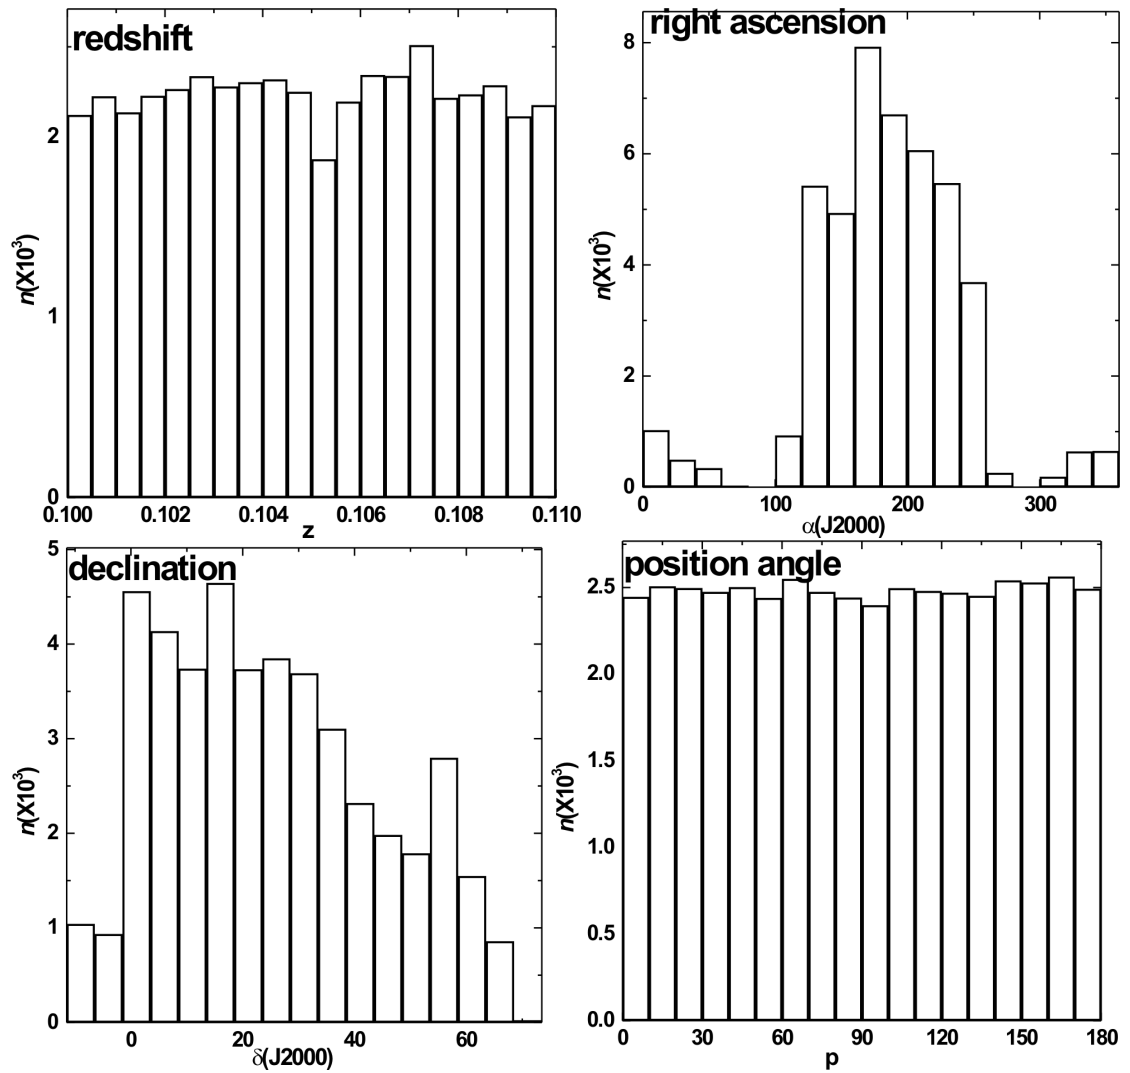 redshift
n(X10³)
2
1
0
0.100 0.102 0.104 0.106 0.108 0.110
z
right ascension
n(X10³)
8
6
4
2
0
0 100 200 300
α(J2000)
declination
n(X10³)
5
4
3
2
1
0
0 20 40 60
δ(J2000)
position angle
n(X10³)
2.5
2.0
1.5
1.0
0.5
0.0
0 30 60 90 120 150 180
p